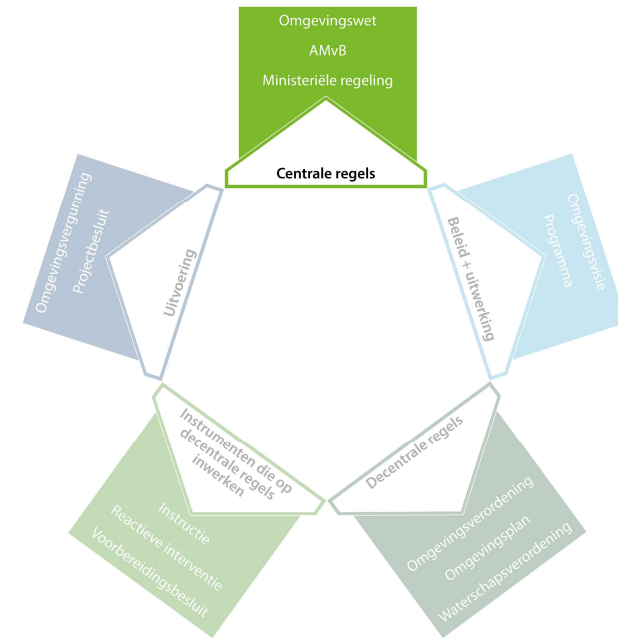 Omgevingswet
AMvB
Ministeriële regeling
Centrale regels
Omgevingsvisie
Programma
Beleid + uitwerking
Decentrale regels
Omgevingsverordening
Omgevingsplan
Waterschapsverordening
Instrumenten die op
decentrale regels
inwerken
Instructie
Reactieve interventie
Voorbereidingsbesluit
Omgevingsvergunning
Projectbesluit
Uitvoering